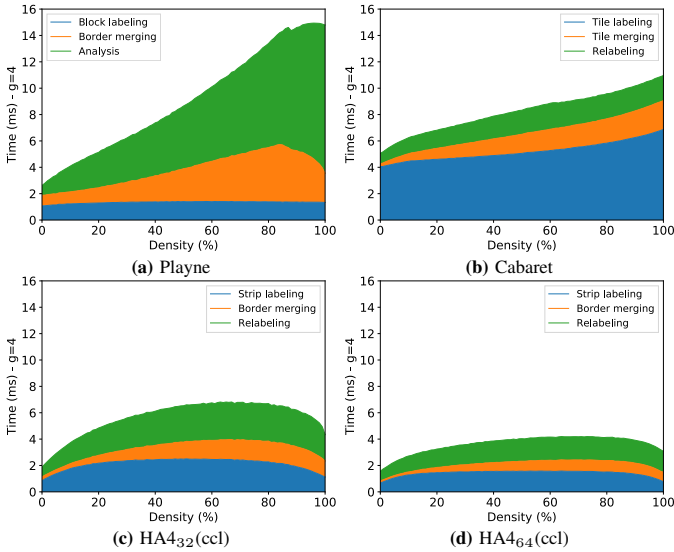 Time (ms) - g=4
16
14
12
10
8
6
4
2
0
Block labeling
Border merging
Analysis
0 20 40 60 80 100
Density (%)
(a) Playne
Time (ms) - g=4
16
14
12
10
8
6
4
2
0
Tile labeling
Tile merging
Relabeling
0 20 40 60 80 100
Density (%)
(b) Cabaret
Time (ms) - g=4
16
14
12
10
8
6
4
2
0
Strip labeling
Border merging
Relabeling
0 20 40 60 80 100
Density (%)
(c) HA4₃₂(ccl)
Time (ms) - g=4
16
14
12
10
8
6
4
2
0
Strip labeling
Border merging
Relabeling
0 20 40 60 80 100
Density (%)
(d) HA4₆₄(ccl)